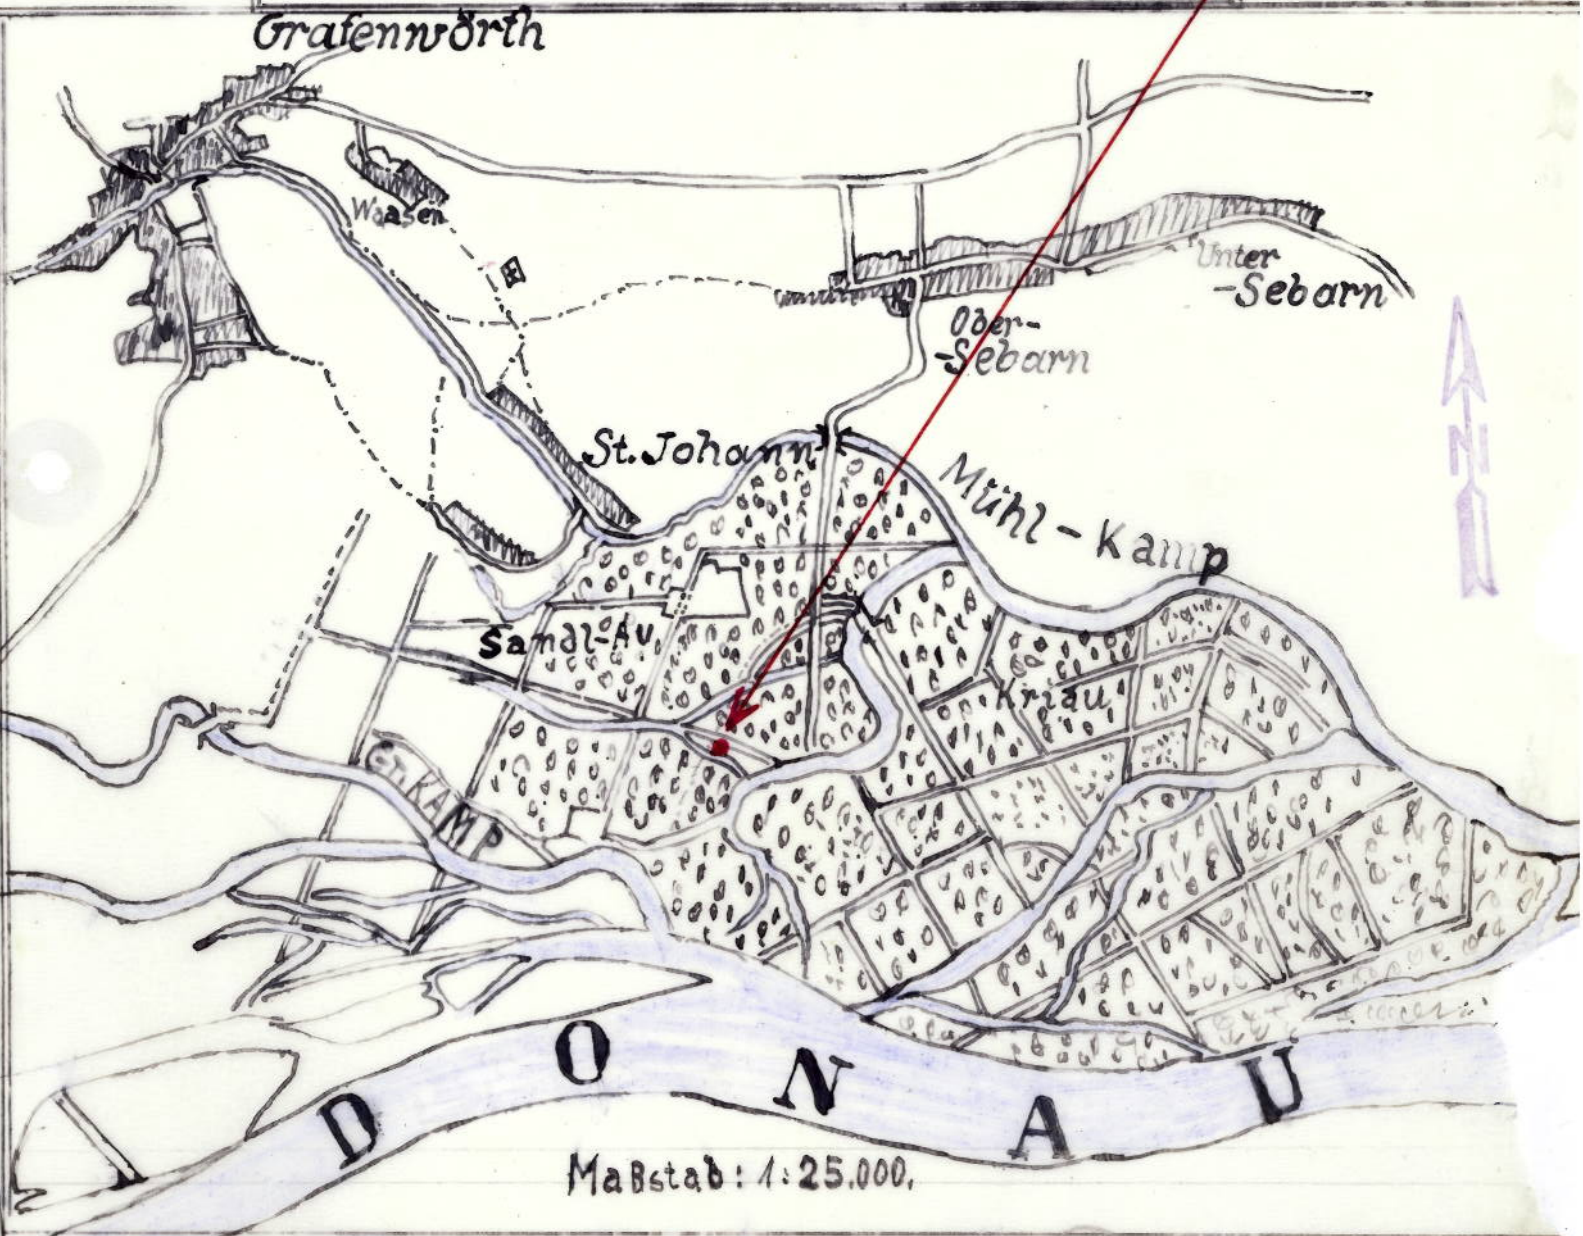 Grafenwörth
Waasen
Unter
-Sebarn
Ober-
-Sebarn
St. Johann
Mühl-Kamp
N
Sandl-Au
Kriau
Gr. KAMP
DONAU
Maßstab: 1:25.000.